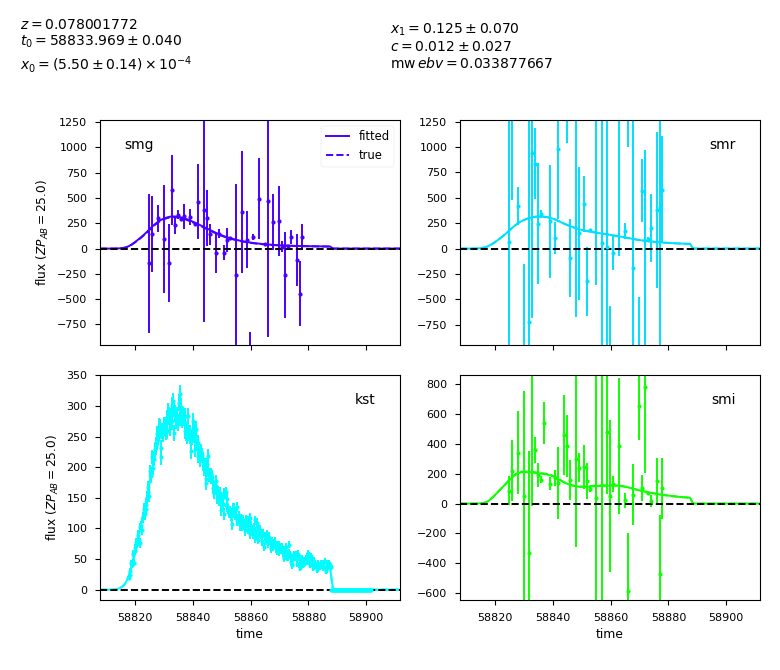 z = 0.078001772
t₀ = 58833.969 ± 0.040
x₀ = (5.50 ± 0.14) × 10⁻⁴
x₁ = 0.125 ± 0.070
c = 0.012 ± 0.027
mw ebv = 0.033877667
1250
1000
750
500
250
0
−250
−500
−750
flux (ZP_AB = 25.0)
smg
fitted
true
1250
1000
750
500
250
0
−250
−500
−750
smr
350
300
250
200
150
100
50
0
flux (ZP_AB = 25.0)
kst
58820
58840
58860
58880
58900
time
800
600
400
200
0
−200
−400
−600
smi
58820
58840
58860
58880
58900
time